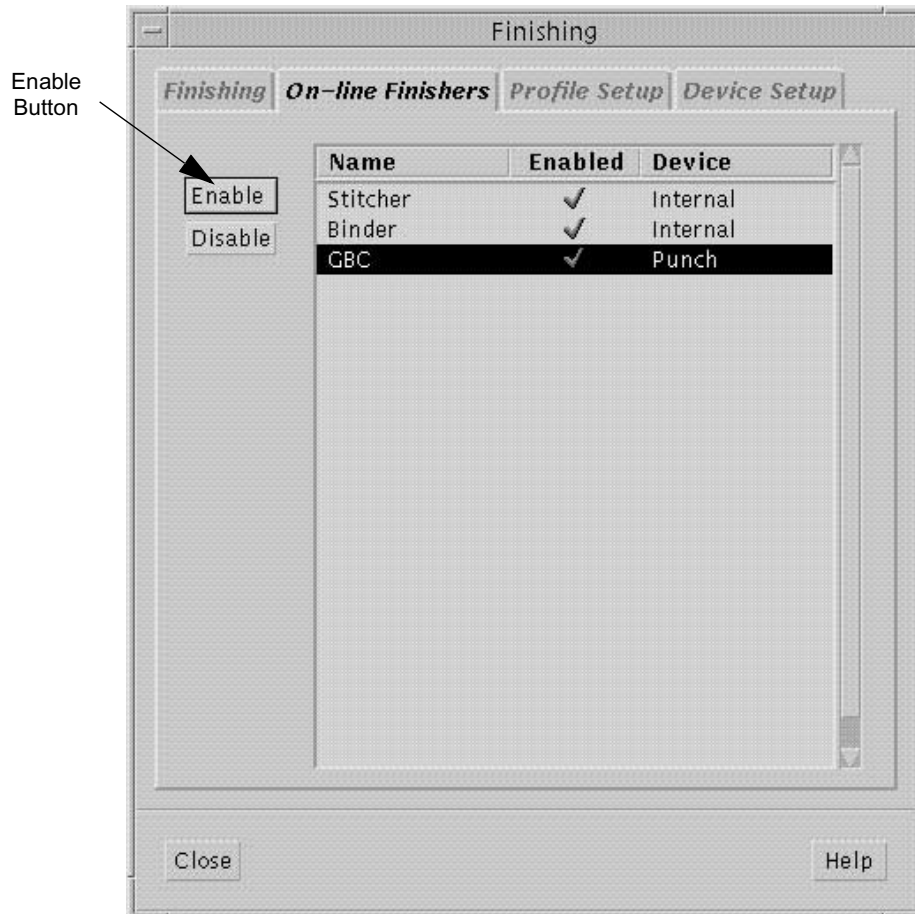 Finishing
Enable
Button
Finishing On-line Finishers Profile Setup Device Setup
Enable
Disable
Name Enabled Device
Stitcher Internal
Binder Internal
GBC Punch
Close Help